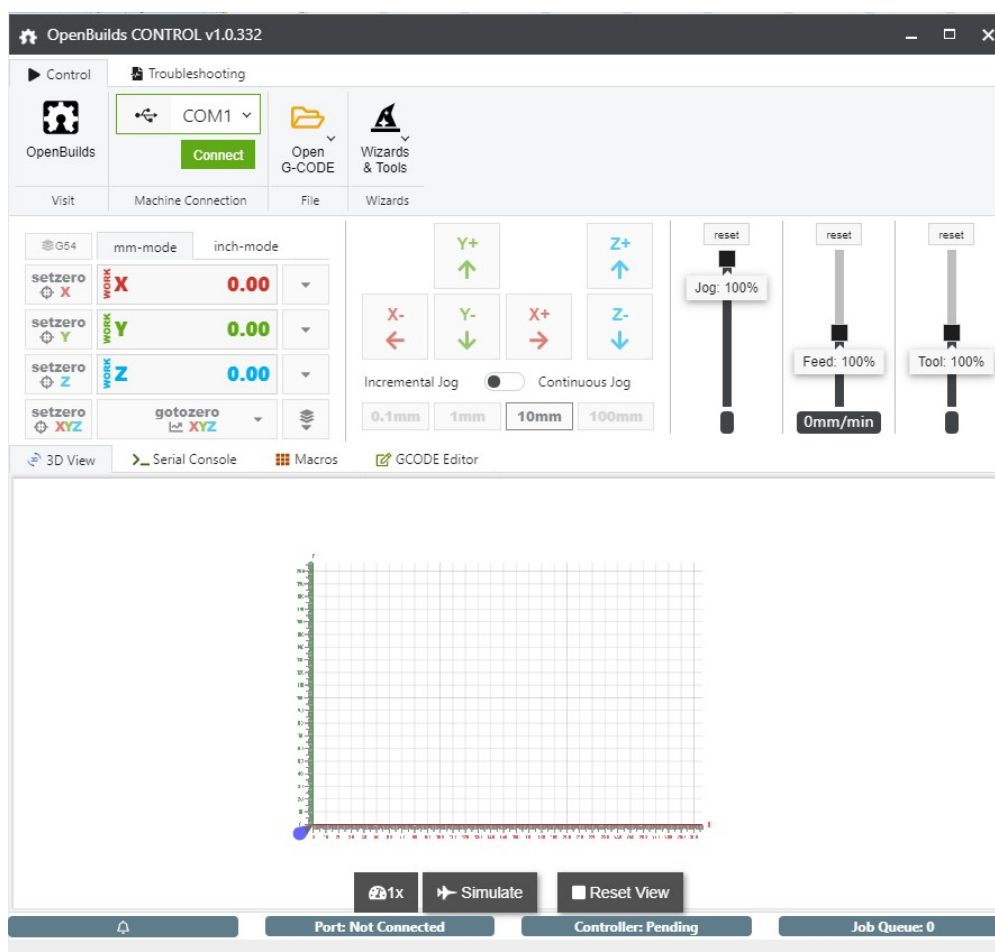 OpenBuilds CONTROL v1.0.332
Control
Troubleshooting
OpenBuilds
COM1
Connect
Open
G-CODE
Wizards
& Tools
Visit
Machine Connection
File
Wizards
G54
mm-mode
inch-mode
setzero
X
WORK
X
0.00
setzero
Y
WORK
Y
0.00
setzero
Z
WORK
Z
0.00
setzero
XYZ
gotozero
XYZ
Y+
Z+
X-
Y-
X+
Z-
Incremental Jog
Continuous Jog
0.1mm
1mm
10mm
100mm
reset
Jog: 100%
reset
Feed: 100%
0mm/min
reset
Tool: 100%
3D View
Serial Console
Macros
GCODE Editor
1x
Simulate
Reset View
Port: Not Connected
Controller: Pending
Job Queue: 0